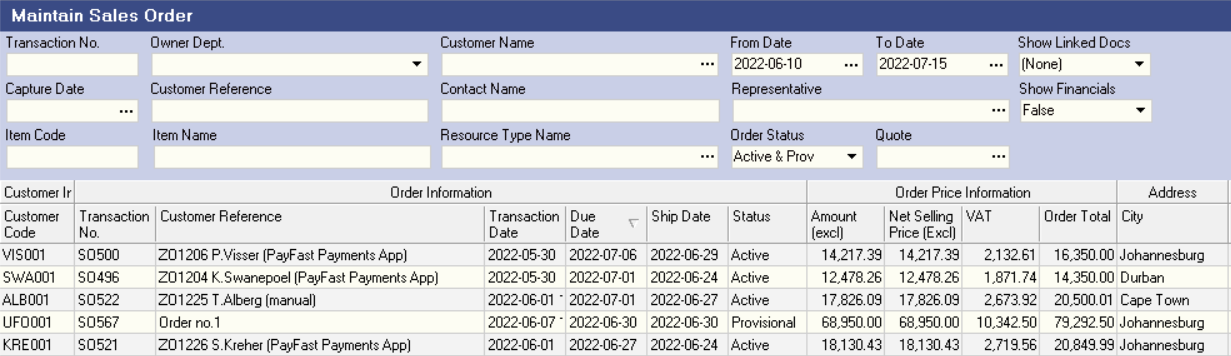 Maintain Sales Order
Transaction No. Owner Dept. Customer Name From Date To Date Show Linked Docs
2022-06-10 ... 2022-07-15 ... (None)
Capture Date Customer Reference Contact Name Representative Show Financials
... ... False
Item Code Item Name Resource Type Name Order Status Quote
... Active & Prov ...
Customer Ir Order Information Order Price Information Address
Customer Code Transaction No. Customer Reference Transaction Date Due Date Ship Date Status Amount (excl) Net Selling Price (Excl) VAT Order Total City
VIS001 SO500 ZO1206 P.Visser (PayFast Payments App) 2022-05-30 2022-07-06 2022-06-29 Active 14,217.39 14,217.39 2,132.61 16,350.00 Johannesburg
SWA001 SO496 ZO1204 K.Swanepoel (PayFast Payments App) 2022-05-30 2022-07-01 2022-06-24 Active 12,478.26 12,478.26 1,871.74 14,350.00 Durban
ALB001 SO522 ZO1225 T.Alberg (manual) 2022-06-01 2022-07-01 2022-06-27 Active 17,826.09 17,826.09 2,673.92 20,500.01 Cape Town
UFO001 SO567 Order no.1 2022-06-07 2022-06-30 2022-06-30 Provisional 68,950.00 68,950.00 10,342.50 79,292.50 Johannesburg
KRE001 SO521 ZO1226 S.Kreher (PayFast Payments App) 2022-06-01 2022-06-27 2022-06-24 Active 18,130.43 18,130.43 2,719.56 20,849.99 Johannesburg